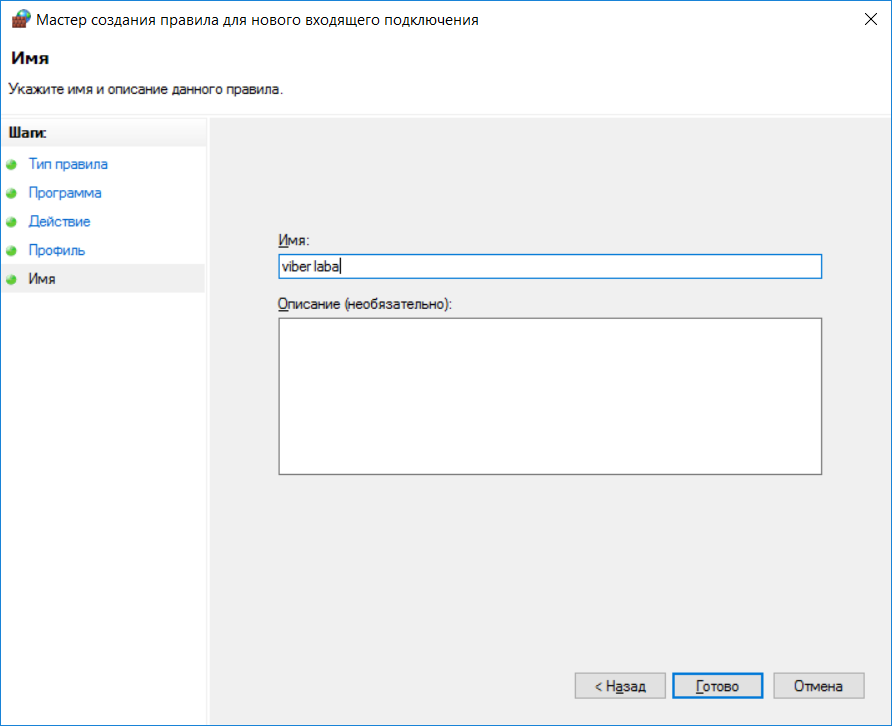 Мастер создания правила для нового входящего подключения
Имя
Укажите имя и описание данного правила.
Шаги:
Тип правила
Программа
Действие
Профиль
Имя
Имя:
viber laba
Описание (необязательно):
< Назад
Готово
Отмена